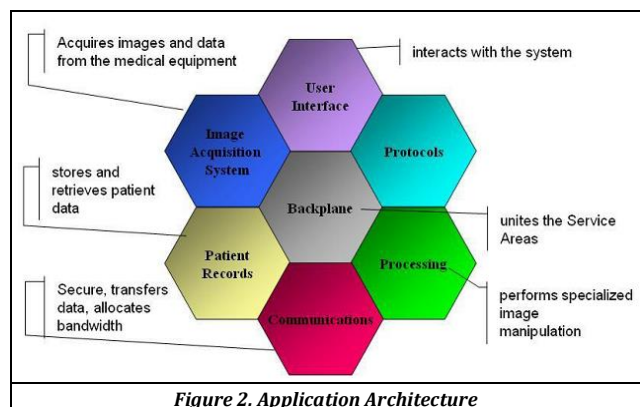 Acquires images and data
from the medical equipment
interacts with the system
User
Interface
Image
Acquisition
System
Protocols
stores and
retrieves patient
data
Backplane
unites the Service
Areas
Patient
Records
Processing
Secure, transfers
data, allocates
bandwidth
Communications
performs specialized
image
manipulation
Figure 2. Application Architecture